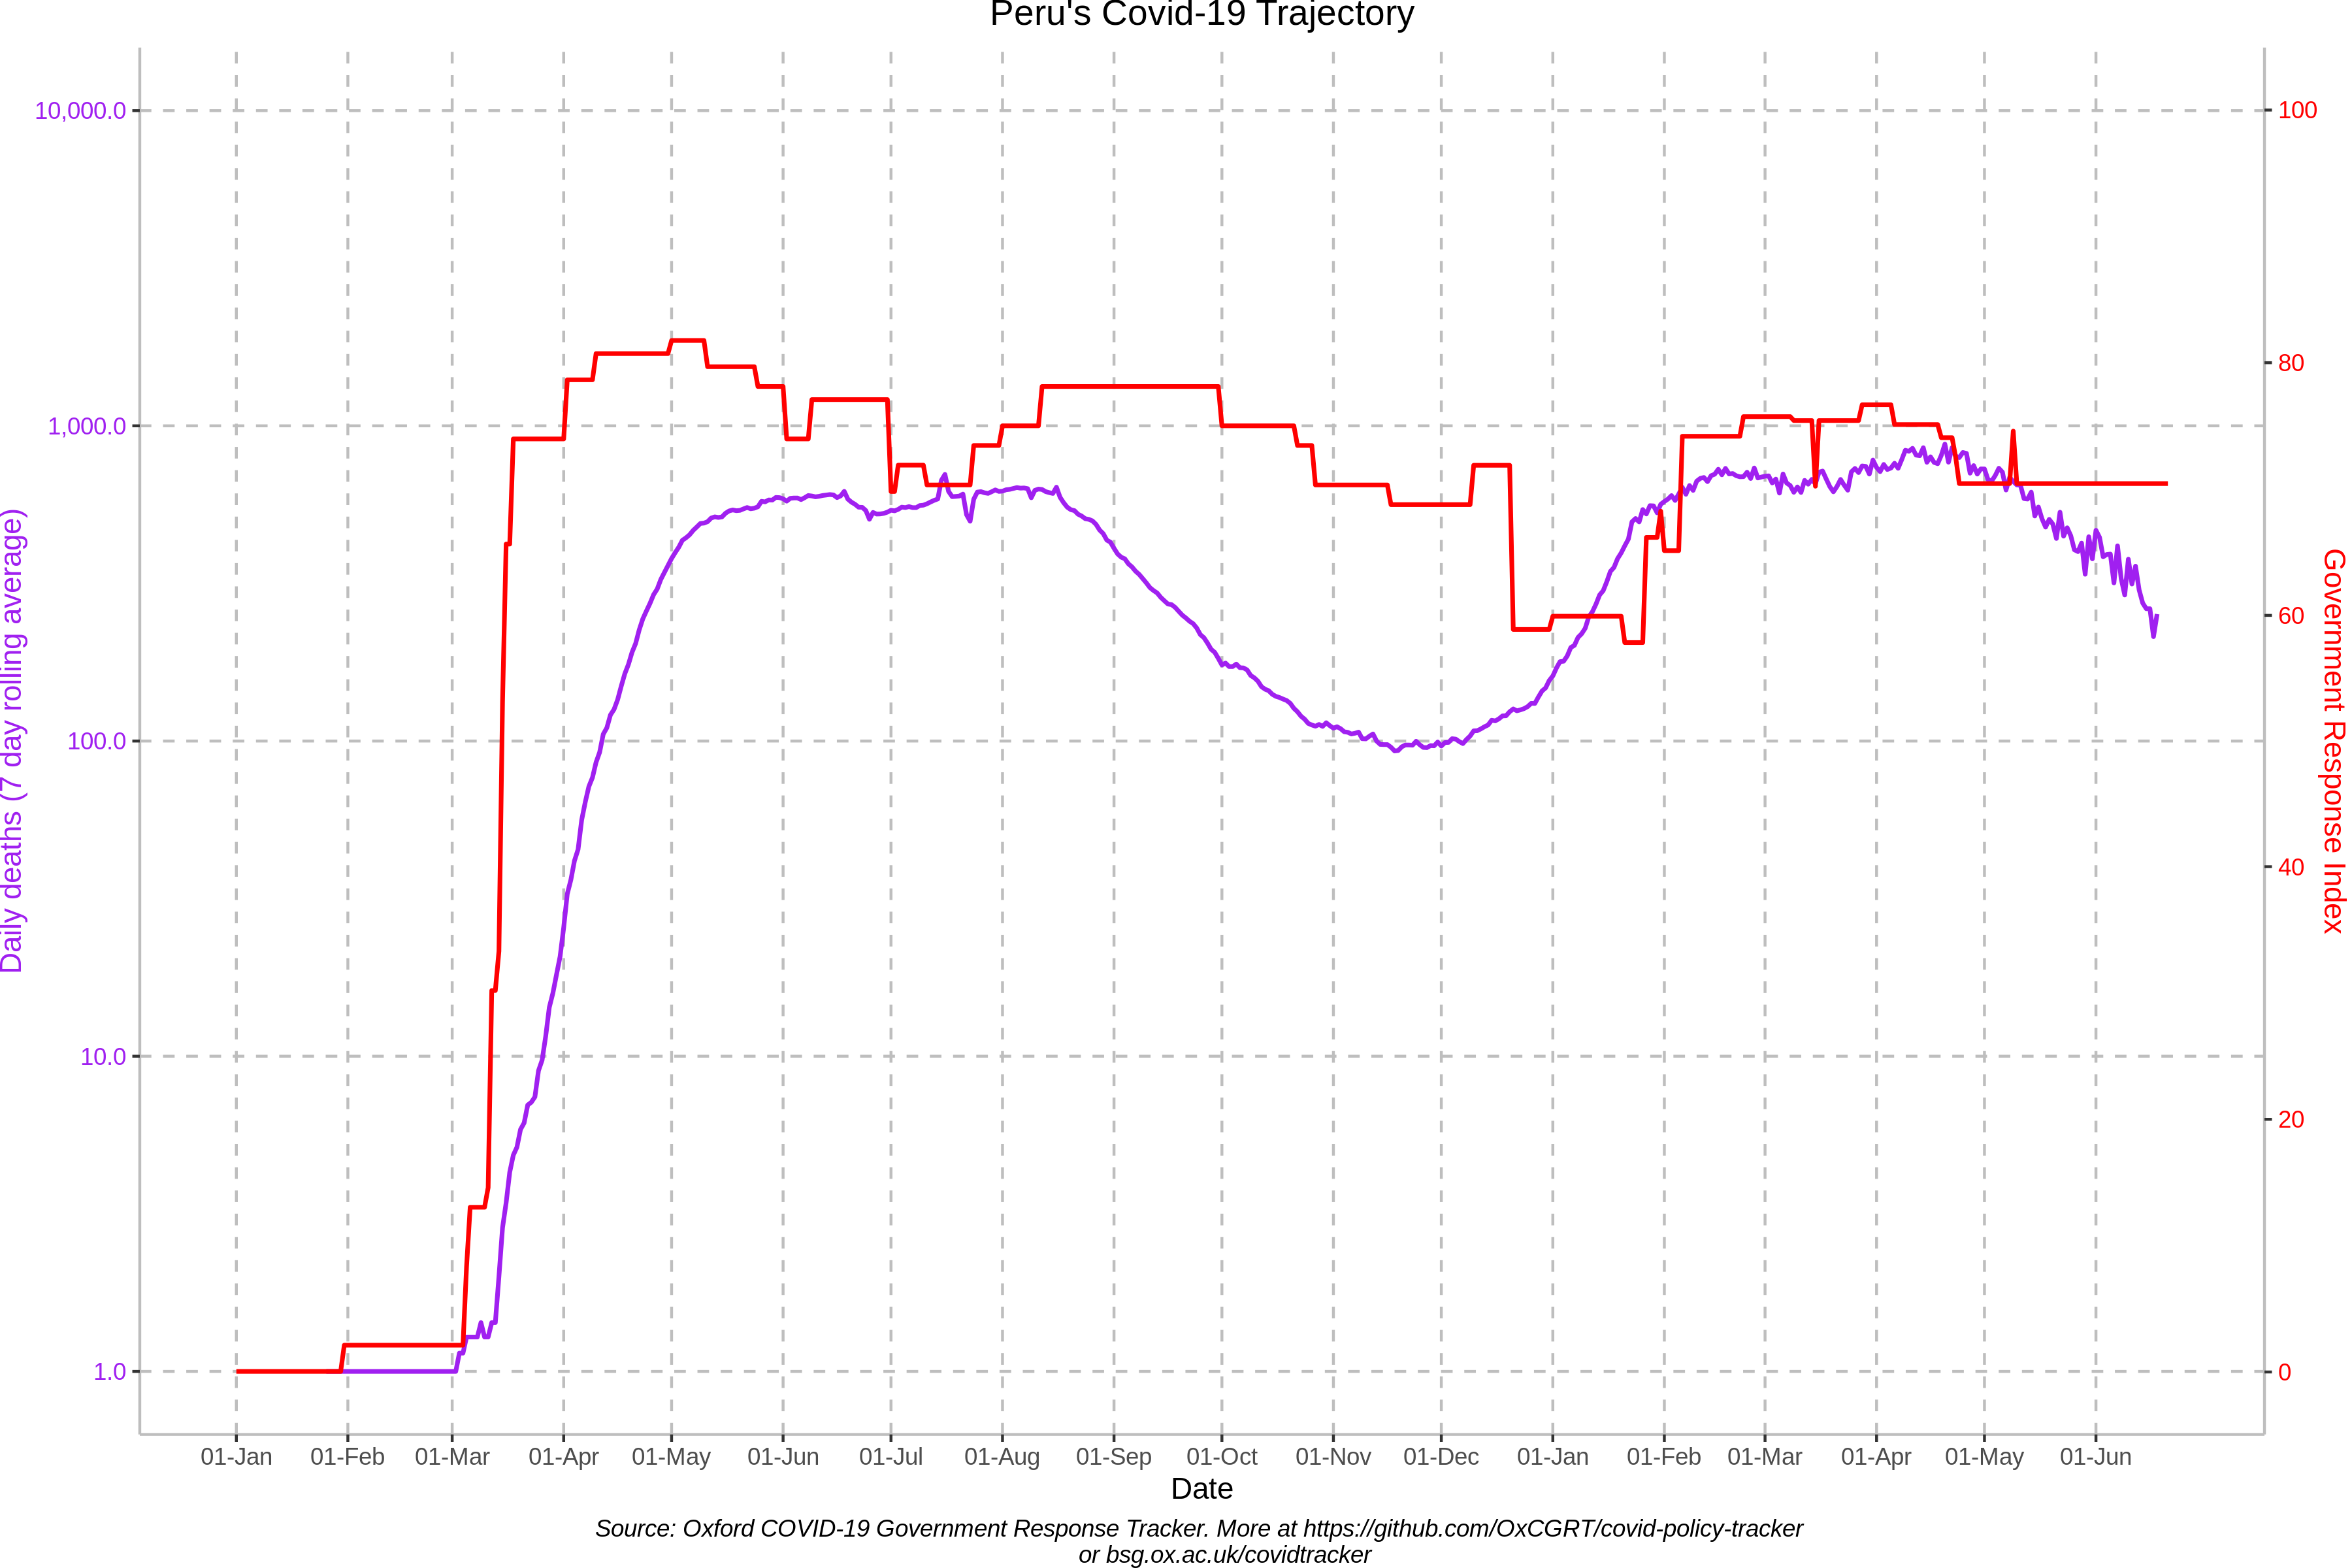 Peru's Covid-19 Trajectory
10,000.0
1,000.0
100.0
10.0
1.0
Daily deaths (7 day rolling average)
100
80
60
40
20
0
Government Response Index
01-Jan 01-Feb 01-Mar 01-Apr 01-May 01-Jun 01-Jul 01-Aug 01-Sep 01-Oct 01-Nov 01-Dec 01-Jan 01-Feb 01-Mar 01-Apr 01-May 01-Jun
Date
Source: Oxford COVID-19 Government Response Tracker. More at https://github.com/OxCGRT/covid-policy-tracker
or bsg.ox.ac.uk/covidtracker